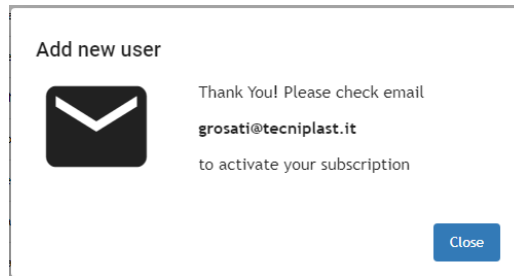 Add new user
Thank You! Please check email
grosati@tecniplast.it
to activate your subscription
Close